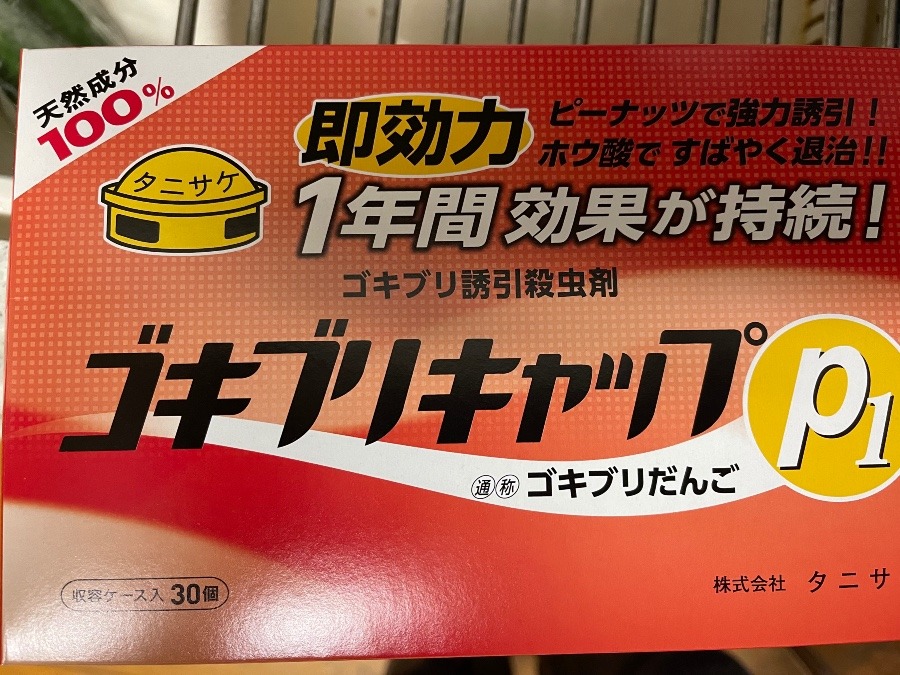 天然成分
100%
タニサケ
即効力
ピーナッツで強力誘引!
ホウ酸で すばやく退治!!
1年間 効果が持続!
ゴキブリ誘引殺虫剤
ゴキブリキャップ
P1
通称 ゴキブリだんご
収容ケース入 30個
株式会社 タニサ